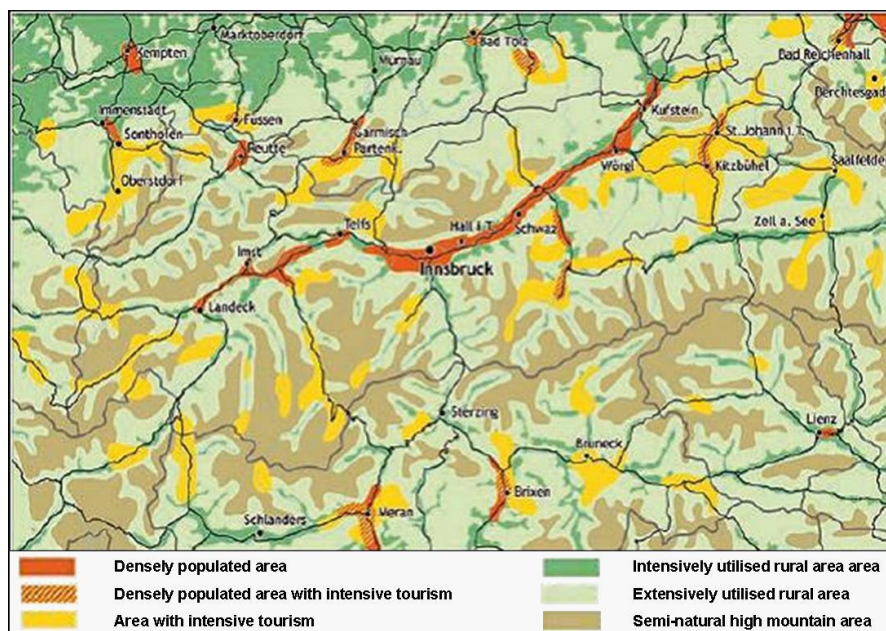 Kempten
Marktoberdorf
Murnau
Bad Tölz
Bad Reichenhall
Berchtesgad
Immenstadt
Sonthofen
Oberstdorf
Füssen
Reutte
Garmisch
Partenk.
Kufstein
Wörgl
St. Johann i. T.
Kitzbühel
Saalfelde
Zell a. See
Telfs
Hall i T
Schwaz
Innsbruck
Imst
Landeck
Sterzing
Bruneck
Lienz
Brixen
Meran
Schlanders
Densely populated area
Densely populated area with intensive tourism
Area with intensive tourism
Intensively utilised rural area area
Extensively utilised rural area
Semi-natural high mountain area